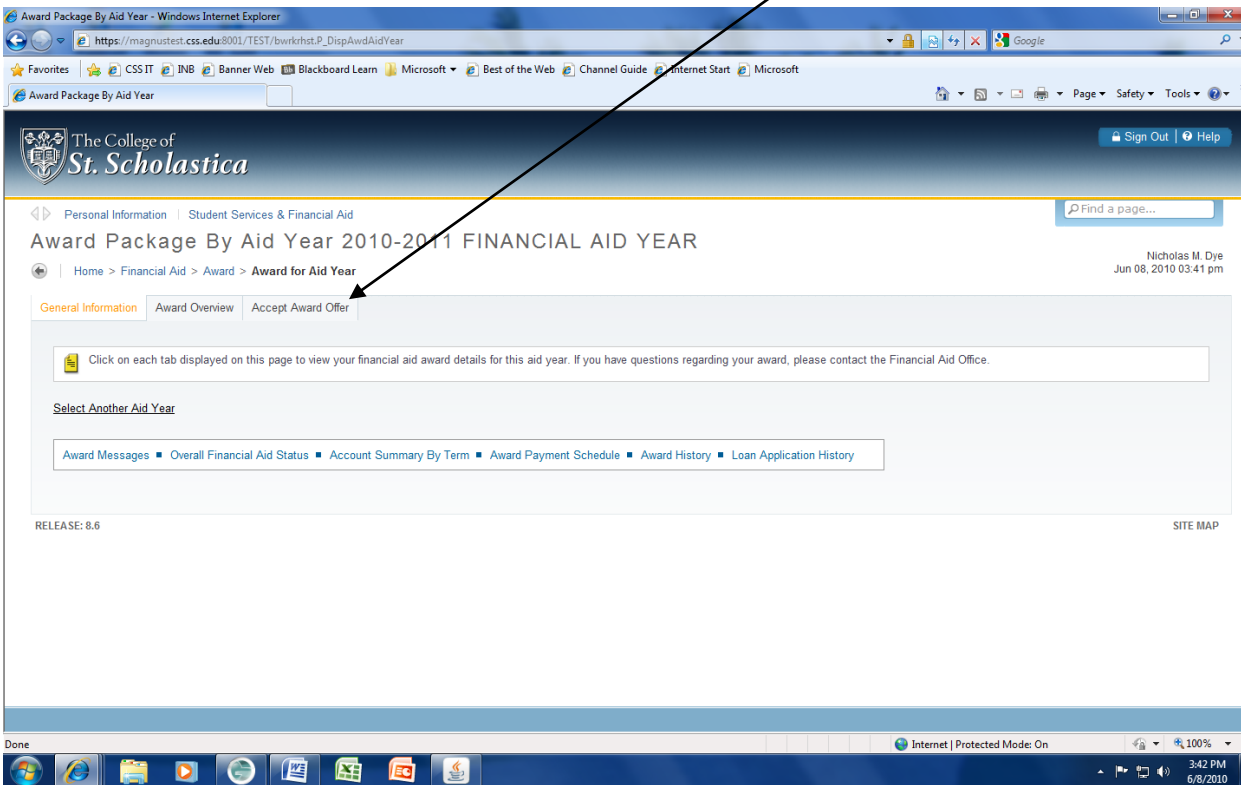 Award Package By Aid Year - Windows Internet Explorer
https://magnustest.css.edu:8001/TEST/bwrkrhst.P_DispAwdAidYear
Google
Favorites CSS IT INB Banner Web Blackboard Learn Microsoft Best of the Web Channel Guide Internet Start Microsoft
Award Package By Aid Year
Page Safety Tools
The College of
St. Scholastica
Sign Out | Help
Personal Information | Student Services & Financial Aid
Find a page...
Award Package By Aid Year 2010-2011 FINANCIAL AID YEAR
Nicholas M. Dye
Jun 08, 2010 03:41 pm
Home > Financial Aid > Award > Award for Aid Year
General Information Award Overview Accept Award Offer
Click on each tab displayed on this page to view your financial aid award details for this aid year. If you have questions regarding your award, please contact the Financial Aid Office.
Select Another Aid Year
Award Messages ■ Overall Financial Aid Status ■ Account Summary By Term ■ Award Payment Schedule ■ Award History ■ Loan Application History
RELEASE: 8.6
SITE MAP
Done
Internet | Protected Mode: On
100%
3:42 PM
6/8/2010